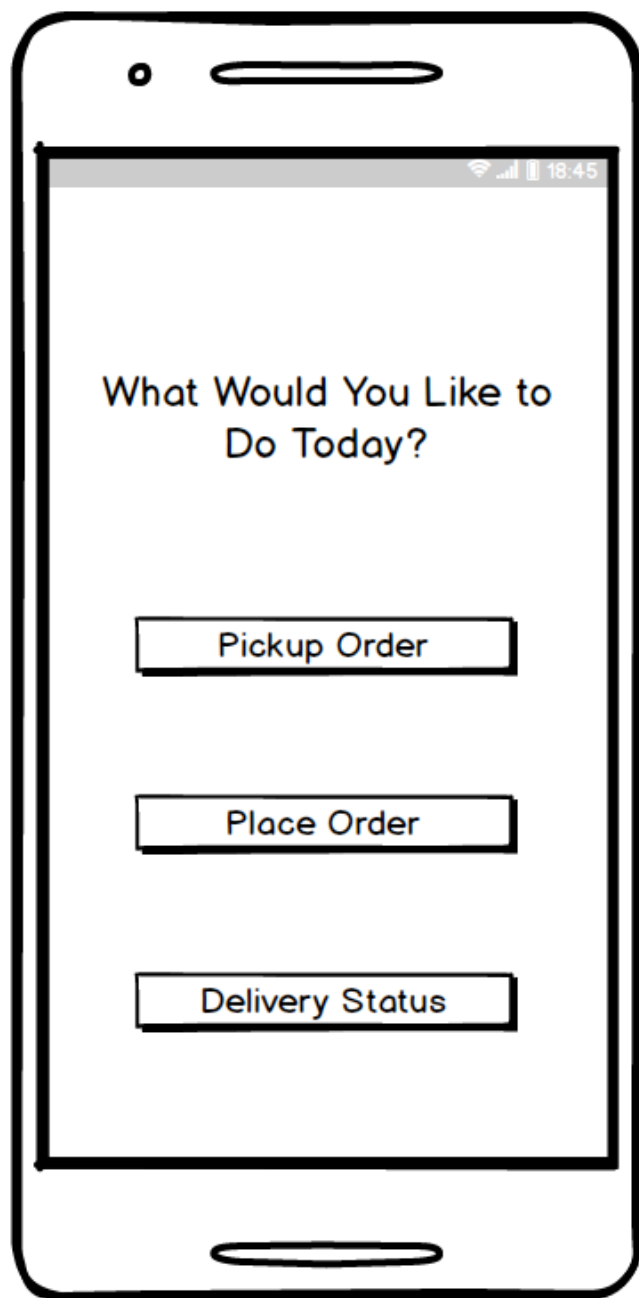 18:45
What Would You Like to
Do Today?
Pickup Order
Place Order
Delivery Status